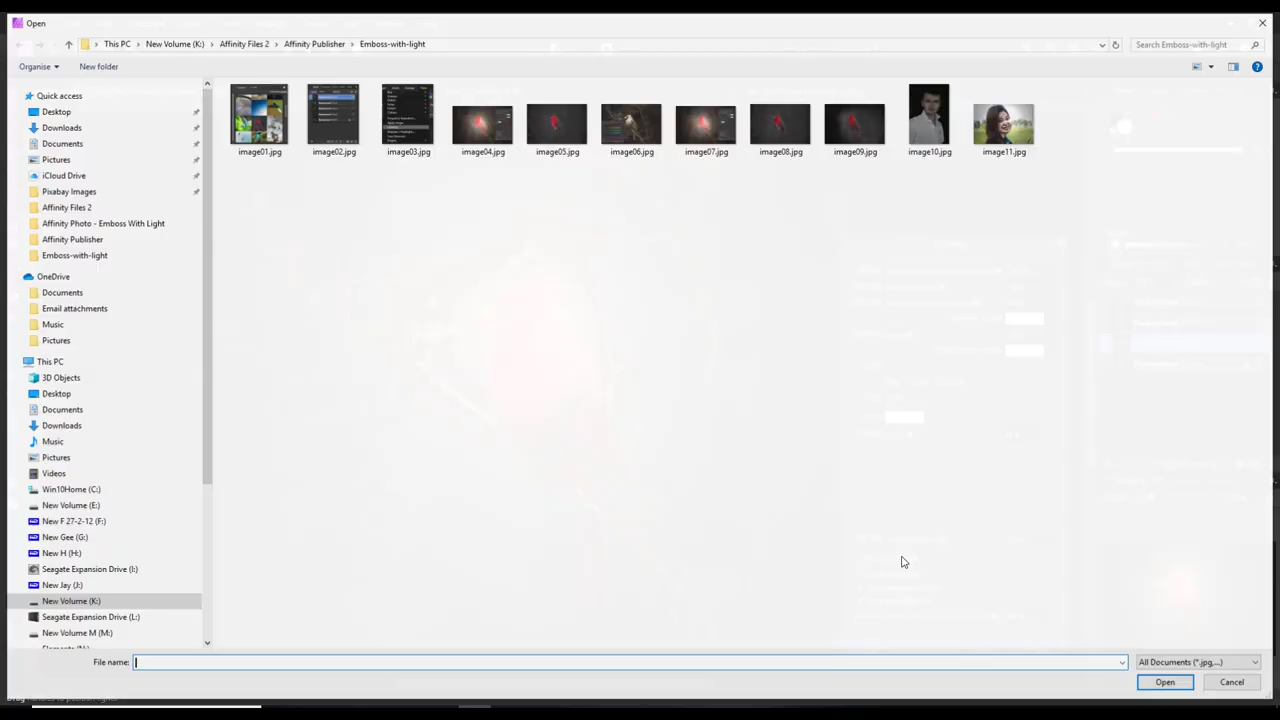 Open
This PC > New Volume (K:) > Affinity Files 2 > Affinity Publisher > Emboss-with-light
Search Emboss-with-light
Organise
New folder
Quick access
Desktop
Downloads
Documents
Pictures
iCloud Drive
Pixabay Images
Affinity Files 2
Affinity Photo - Emboss With Light
Affinity Publisher
Emboss-with-light
OneDrive
Documents
Email attachments
Music
Pictures
This PC
3D Objects
Desktop
Documents
Downloads
Music
Pictures
Videos
Win10Home (C:)
New Volume (E:)
New F 27-2-12 (F:)
New Gee (G:)
New H (H:)
Seagate Expansion Drive (I:)
New Jay (J:)
New Volume (K:)
Seagate Expansion Drive (L:)
New Volume M (M:)
image01.jpg
image02.jpg
image03.jpg
image04.jpg
image05.jpg
image06.jpg
image07.jpg
image08.jpg
image09.jpg
image10.jpg
image11.jpg
File name:
All Documents (*.jpg,...)
Open
Cancel